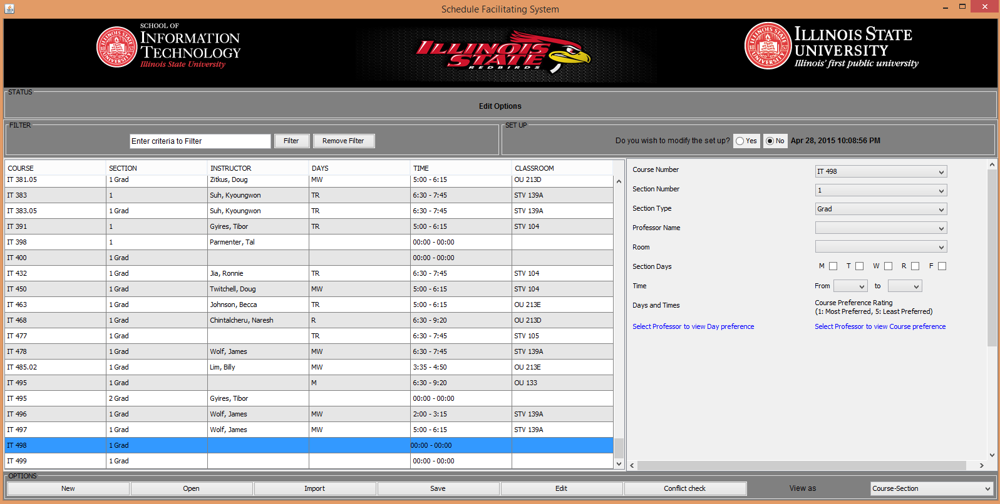 Schedule Facilitating System
SCHOOL OF
INFORMATION
TECHNOLOGY
Illinois State University
ILLINOIS
STATE
REDBIRDS
ILLINOIS STATE
UNIVERSITY
Illinois' first public university
STATUS
Edit Options
FILTER
Enter criteria to Filter Filter Remove Filter
SET UP
Do you wish to modify the set up? Yes No Apr 28, 2015 10:08:56 PM
COURSE SECTION INSTRUCTOR DAYS TIME CLASSROOM
IT 381.05 1 Grad Zitkus, Doug MW 5:00 - 6:15 OU 213D
IT 383 1 Suh, Kyoungwon TR 6:30 - 7:45 STV 139A
IT 383.05 1 Grad Suh, Kyoungwon TR 6:30 - 7:45 STV 139A
IT 391 1 Gyires, Tibor TR 5:00 - 6:15 STV 104
IT 398 1 Parmenter, Tal 00:00 - 00:00
IT 400 1 Grad 00:00 - 00:00
IT 432 1 Grad Jia, Ronnie TR 6:30 - 7:45 STV 104
IT 450 1 Grad Twitchell, Doug MW 5:00 - 6:15 STV 104
IT 463 1 Grad Johnson, Becca TR 5:00 - 6:15 OU 213E
IT 468 1 Grad Chintalcheru, Naresh R 6:30 - 9:20 OU 213D
IT 477 1 Grad TR 6:30 - 7:45 STV 105
IT 478 1 Grad Wolf, James MW 6:30 - 7:45 STV 139A
IT 485.02 1 Grad Lim, Billy MW 3:35 - 4:50 OU 213E
IT 495 1 Grad M 6:30 - 9:20 OU 133
IT 495 2 Grad Gyires, Tibor 00:00 - 00:00
IT 496 1 Grad Wolf, James MW 2:00 - 3:15 STV 139A
IT 497 1 Grad Wolf, James MW 5:00 - 6:15 STV 139A
IT 498 1 Grad 00:00 - 00:00
IT 499 1 Grad 00:00 - 00:00
Course Number IT 498
Section Number 1
Section Type Grad
Professor Name
Room
Section Days M T W R F
Time From to
Days and Times Course Preference Rating
(1: Most Preferred, 5: Least Preferred)
Select Professor to view Day preference Select Professor to view Course preference
OPTIONS
New Open Import Save Edit Conflict check View as Course-Section